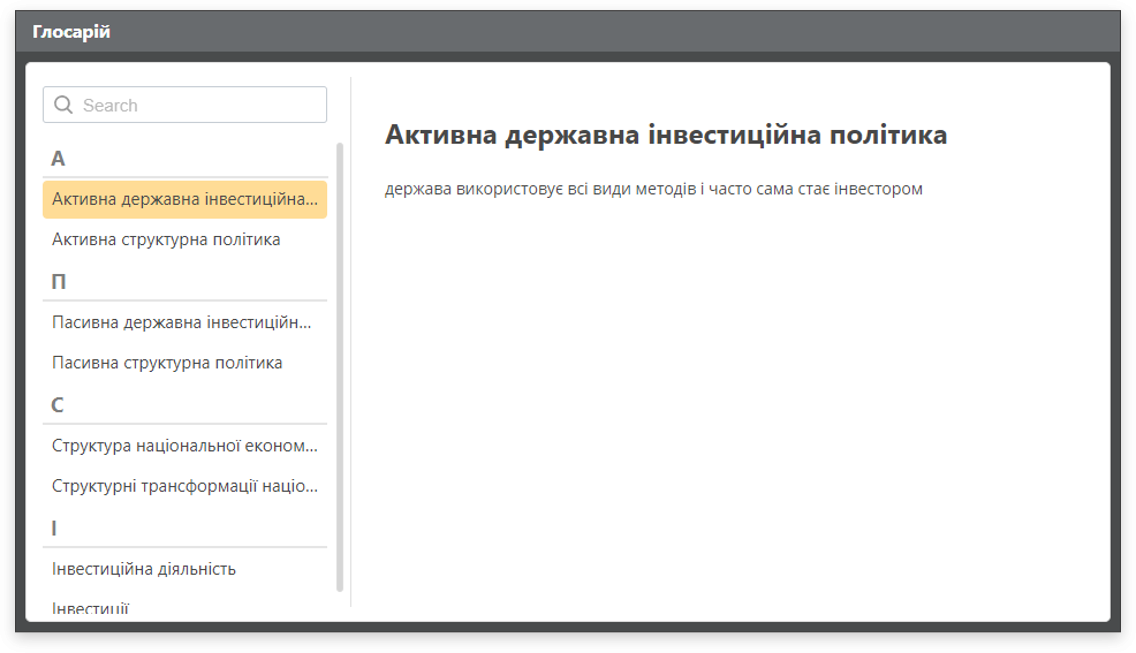 Глосарій
Search
А
Активна державна інвестиційна...
Активна структурна політика
П
Пасивна державна інвестиційн...
Пасивна структурна політика
С
Структура національної економ...
Структурні трансформації націо...
І
Інвестиційна діяльність
Інвестиції
Активна державна інвестиційна політика
держава використовує всі види методів і часто сама стає інвестором